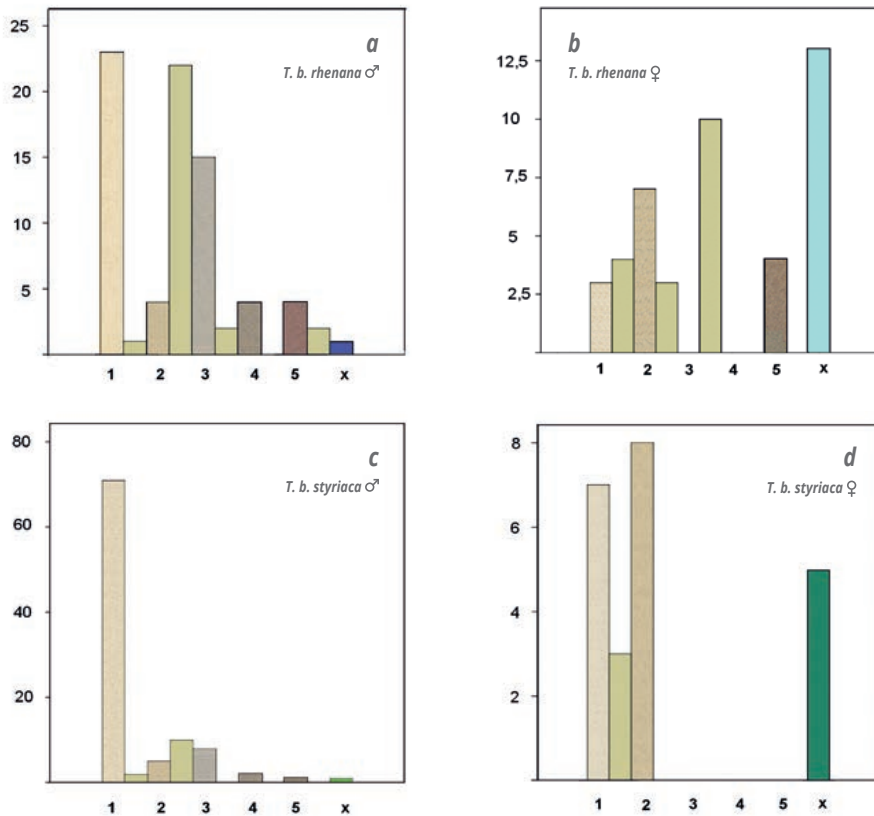 a
T. b. rhenana ♂
25
20
15
10
5
1 2 3 4 5 x
b
T. b. rhenana ♀
12,5
10
7,5
5
2,5
1 2 3 4 5 x
c
T. b. styriaca ♂
80
60
40
20
1 2 3 4 5 x
d
T. b. styriaca ♀
8
6
4
2
1 2 3 4 5 x